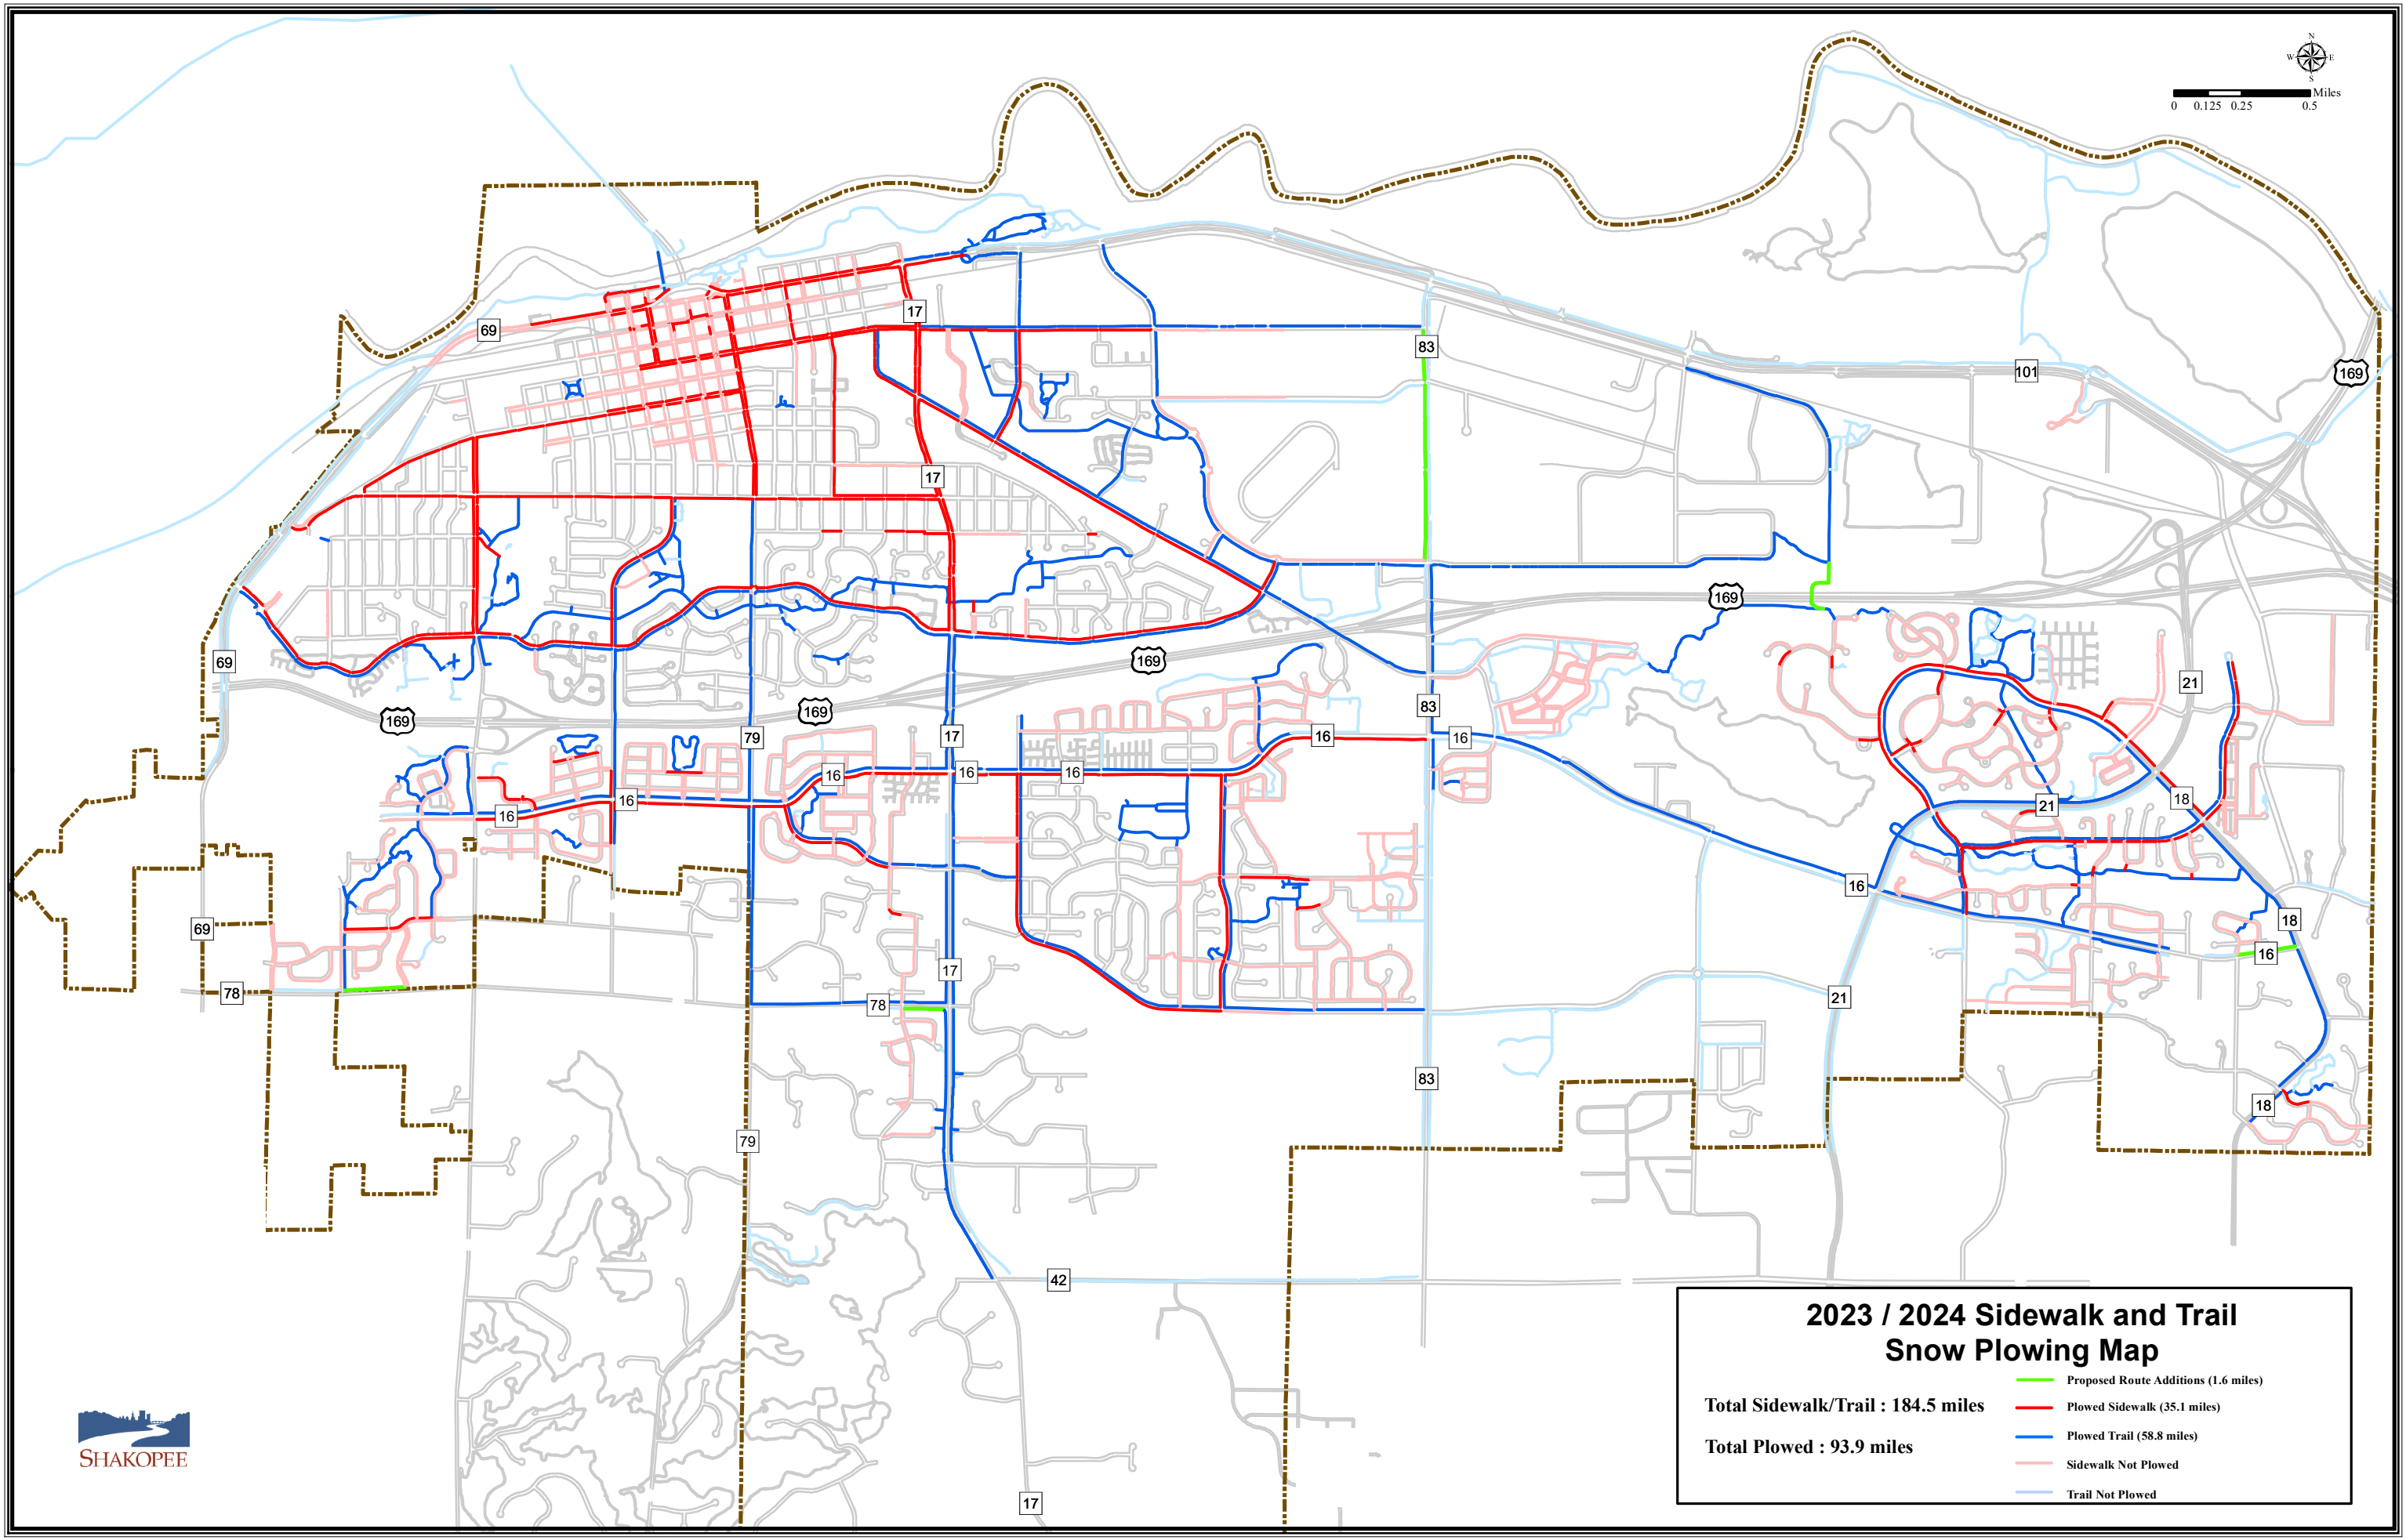 N
W E
S
Miles
0 0.125 0.25 0.5
17
69
83
101
169
17
169
69
169
21
169
169
83
79
17
16
16
16
16
16
16
16
21
18
16
69
18
16
17
78
78
21
83
18
79
42
17
2023 / 2024 Sidewalk and Trail
Snow Plowing Map
Total Sidewalk/Trail : 184.5 miles
Total Plowed : 93.9 miles
Proposed Route Additions (1.6 miles)
Plowed Sidewalk (35.1 miles)
Plowed Trail (58.8 miles)
Sidewalk Not Plowed
Trail Not Plowed
SHAKOPEE